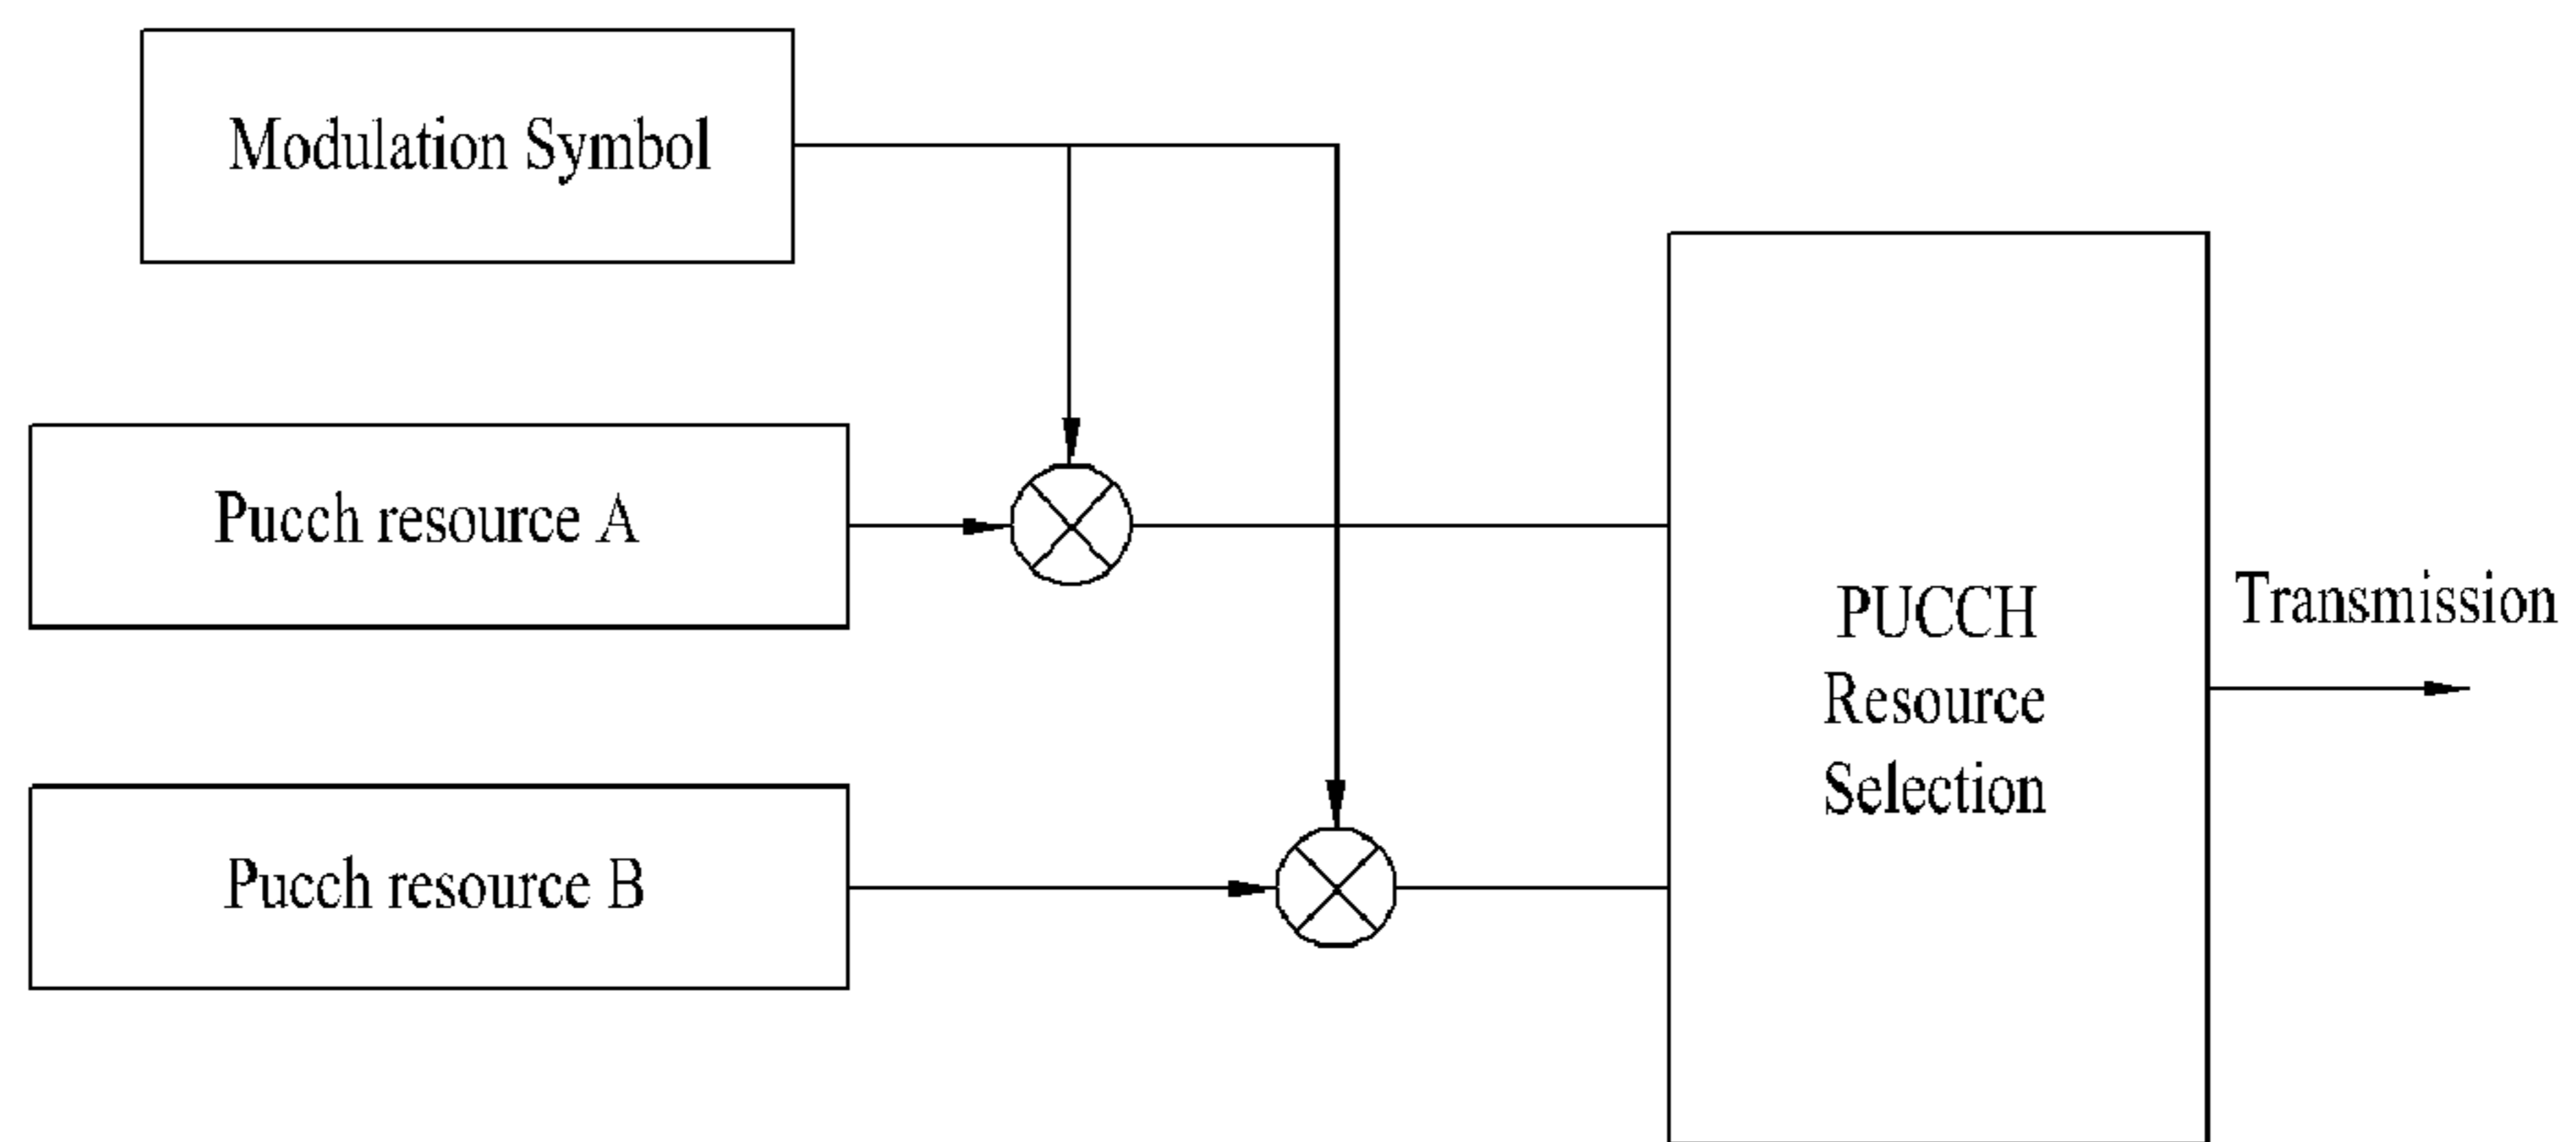 Modulation Symbol
Pucch resource A
Pucch resource B
PUCCH
Resource
Selection
Transmission